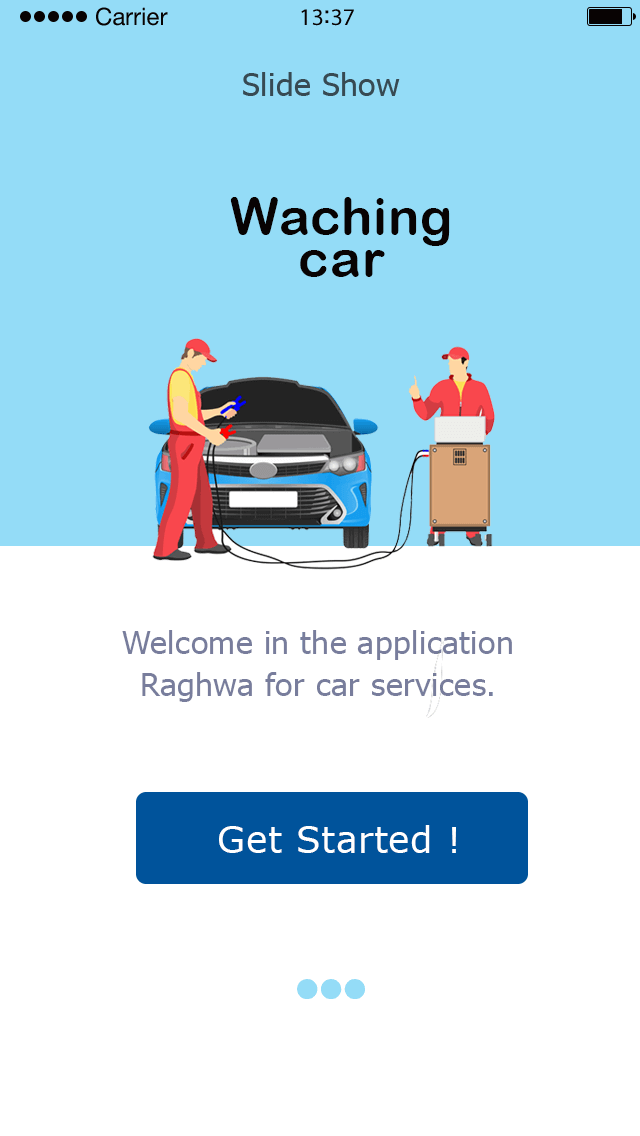 Carrier 13:37
Slide Show
Waching
car
Welcome in the application
Raghwa for car services.
Get Started !